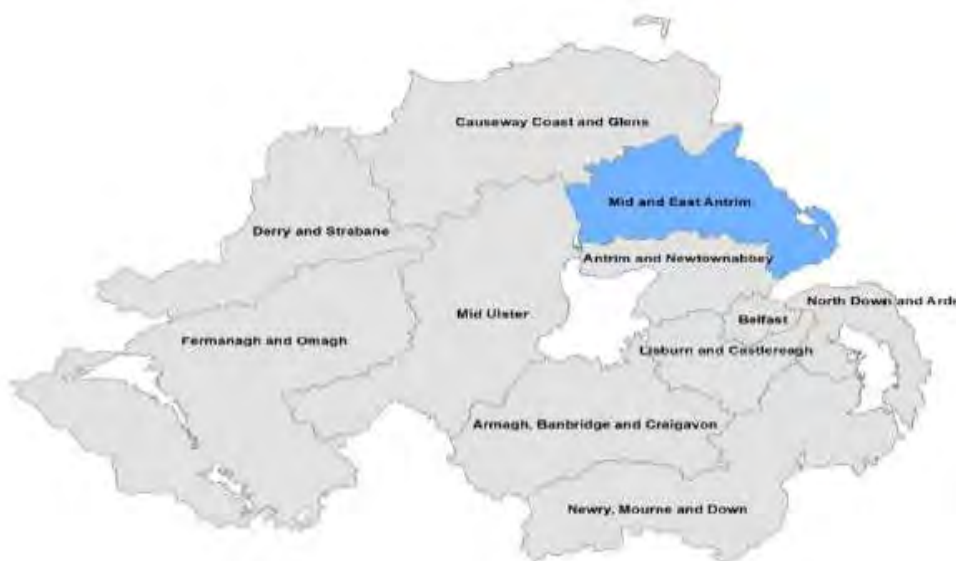 Causeway Coast and Glens
Mid and East Antrim
Derry and Strabane
Antrim and Newtownabbey
North Down and Ards
Mid Ulster
Belfast
Fermanagh and Omagh
Lisburn and Castlereagh
Armagh, Banbridge and Craigavon
Newry, Mourne and Down